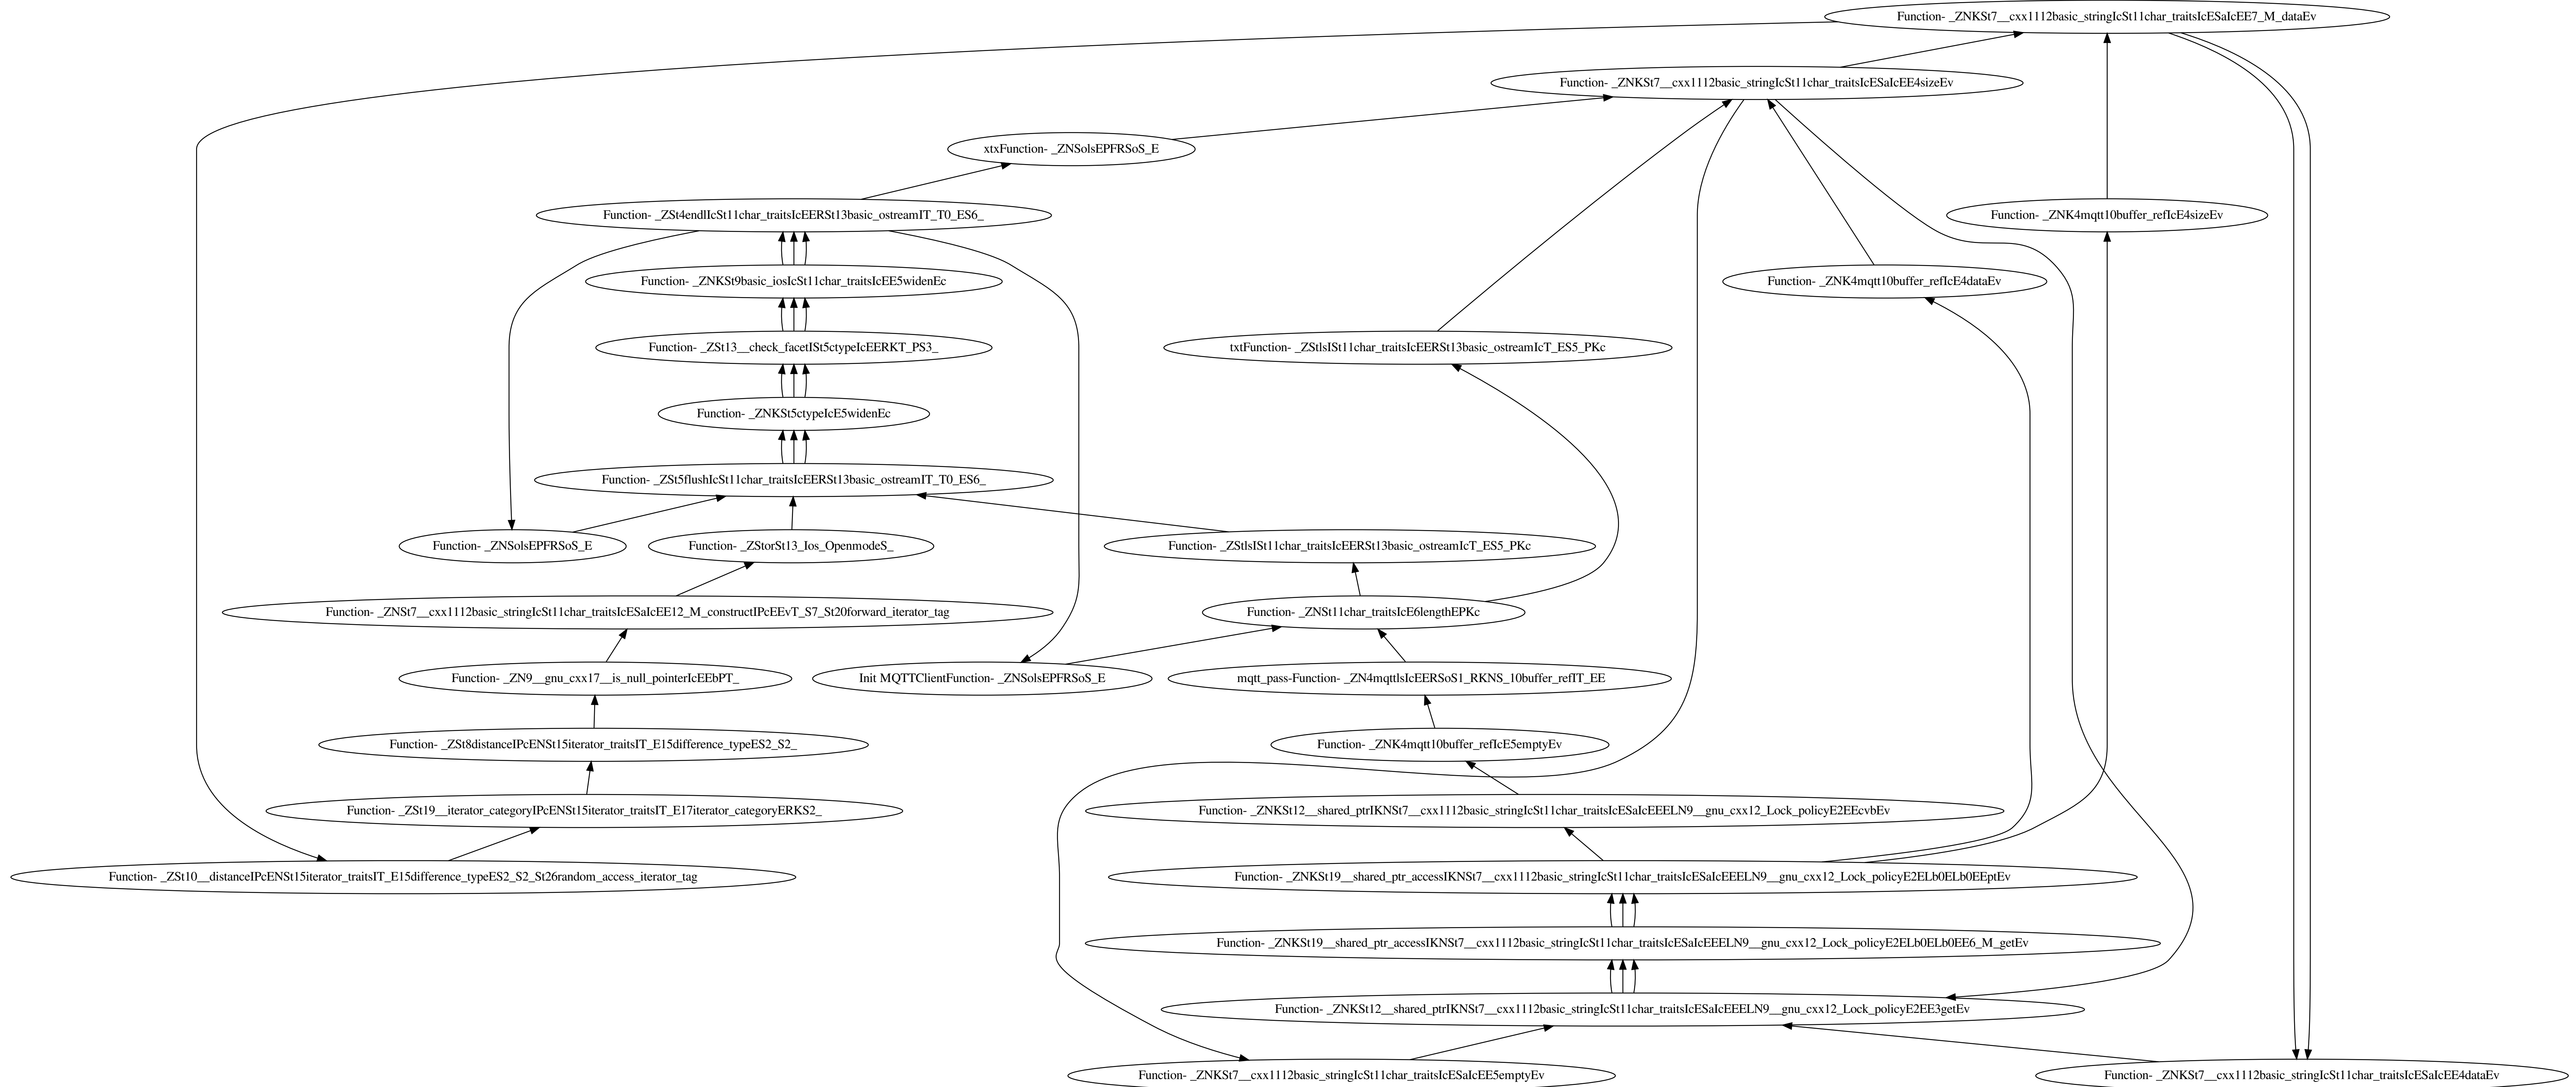 Function- _ZNKSt7__cxx1112basic_stringIcSt11char_traitsIcESaIcEE7_M_dataEv
Function- _ZNKSt7__cxx1112basic_stringIcSt11char_traitsIcESaIcEE4sizeEv
xtxFunction- _ZNSolsEPFRSoS_E
Function- _ZSt4endlIcSt11char_traitsIcEERSt13basic_ostreamIT_T0_ES6_
Function- _ZNK4mqtt10buffer_refIcE4sizeEv
Function- _ZNKSt9basic_iosIcSt11char_traitsIcEE5widenEc
Function- _ZNK4mqtt10buffer_refIcE4dataEv
Function- _ZSt13__check_facetISt5ctypeIcEERKT_PS3_
txtFunction- _ZStlsISt11char_traitsIcEERSt13basic_ostreamIcT_ES5_PKc
Function- _ZNKSt5ctypeIcE5widenEc
Function- _ZSt5flushIcSt11char_traitsIcEERSt13basic_ostreamIT_T0_ES6_
Function- _ZNSolsEPFRSoS_E
Function- _ZStorSt13_Ios_OpenmodeS_
Function- _ZStlsISt11char_traitsIcEERSt13basic_ostreamIcT_ES5_PKc
Function- _ZNSt7__cxx1112basic_stringIcSt11char_traitsIcESaIcEE12_M_constructIPcEEvT_S7_St20forward_iterator_tag
Function- _ZNSt11char_traitsIcE6lengthEPKc
Function- _ZN9__gnu_cxx17__is_null_pointerIcEEbPT_
Init MQTTClientFunction- _ZNSolsEPFRSoS_E
mqtt_pass-Function- _ZN4mqttlsIcEERSoS1_RKNS_10buffer_refIT_EE
Function- _ZSt8distanceIPcENSt15iterator_traitsIT_E15difference_typeES2_S2_
Function- _ZNK4mqtt10buffer_refIcE5emptyEv
Function- _ZSt19__iterator_categoryIPcENSt15iterator_traitsIT_E17iterator_categoryERKS2_
Function- _ZNKSt12__shared_ptrIKNSt7__cxx1112basic_stringIcSt11char_traitsIcESaIcEEELN9__gnu_cxx12_Lock_policyE2EEcvbEv
Function- _ZSt10__distanceIPcENSt15iterator_traitsIT_E15difference_typeES2_S2_St26random_access_iterator_tag
Function- _ZNKSt19__shared_ptr_accessIKNSt7__cxx1112basic_stringIcSt11char_traitsIcESaIcEEELN9__gnu_cxx12_Lock_policyE2ELb0ELb0EEptEv
Function- _ZNKSt19__shared_ptr_accessIKNSt7__cxx1112basic_stringIcSt11char_traitsIcESaIcEEELN9__gnu_cxx12_Lock_policyE2ELb0ELb0EE6_M_getEv
Function- _ZNKSt12__shared_ptrIKNSt7__cxx1112basic_stringIcSt11char_traitsIcESaIcEEELN9__gnu_cxx12_Lock_policyE2EE3getEv
Function- _ZNKSt7__cxx1112basic_stringIcSt11char_traitsIcESaIcEE5emptyEv
Function- _ZNKSt7__cxx1112basic_stringIcSt11char_traitsIcESaIcEE4dataEv